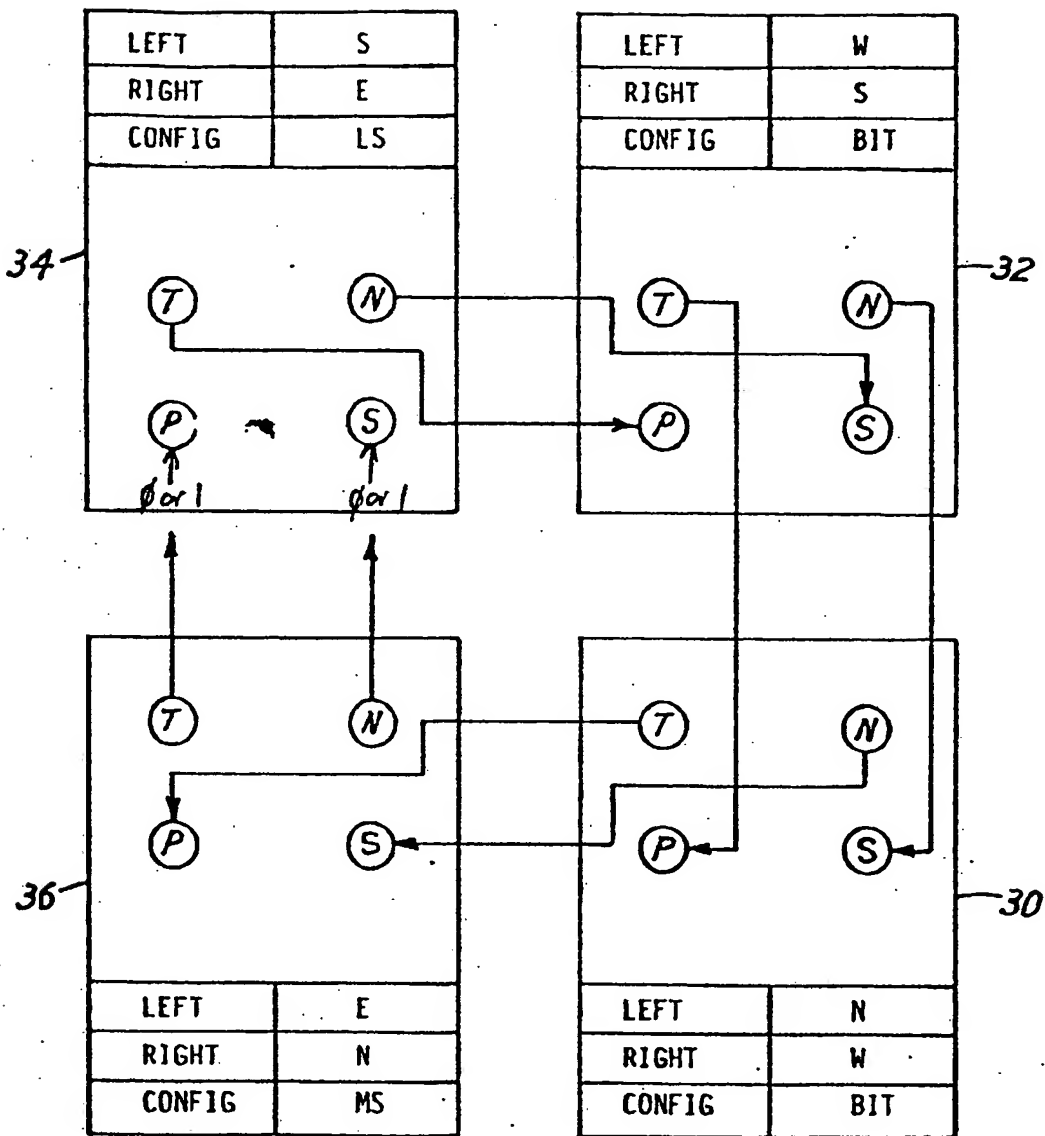 LEFT S
RIGHT E
CONFIG LS
LEFT W
RIGHT S
CONFIG BIT
34
32
T N
T N
P S
P S
ϕ or 1 ϕ or 1
T N
T N
P S
P S
36
30
LEFT E
RIGHT N
CONFIG MS
LEFT N
RIGHT W
CONFIG BIT